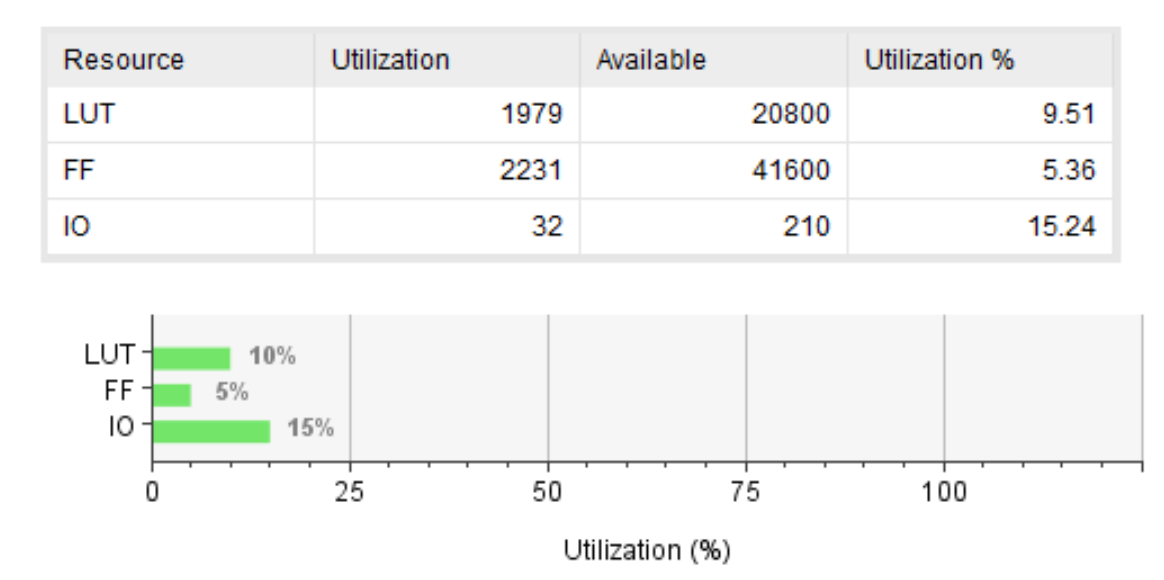 Resource Utilization Available Utilization %
LUT 1979 20800 9.51
FF 2231 41600 5.36
IO 32 210 15.24
LUT 10%
FF 5%
IO 15%
0 25 50 75 100
Utilization (%)